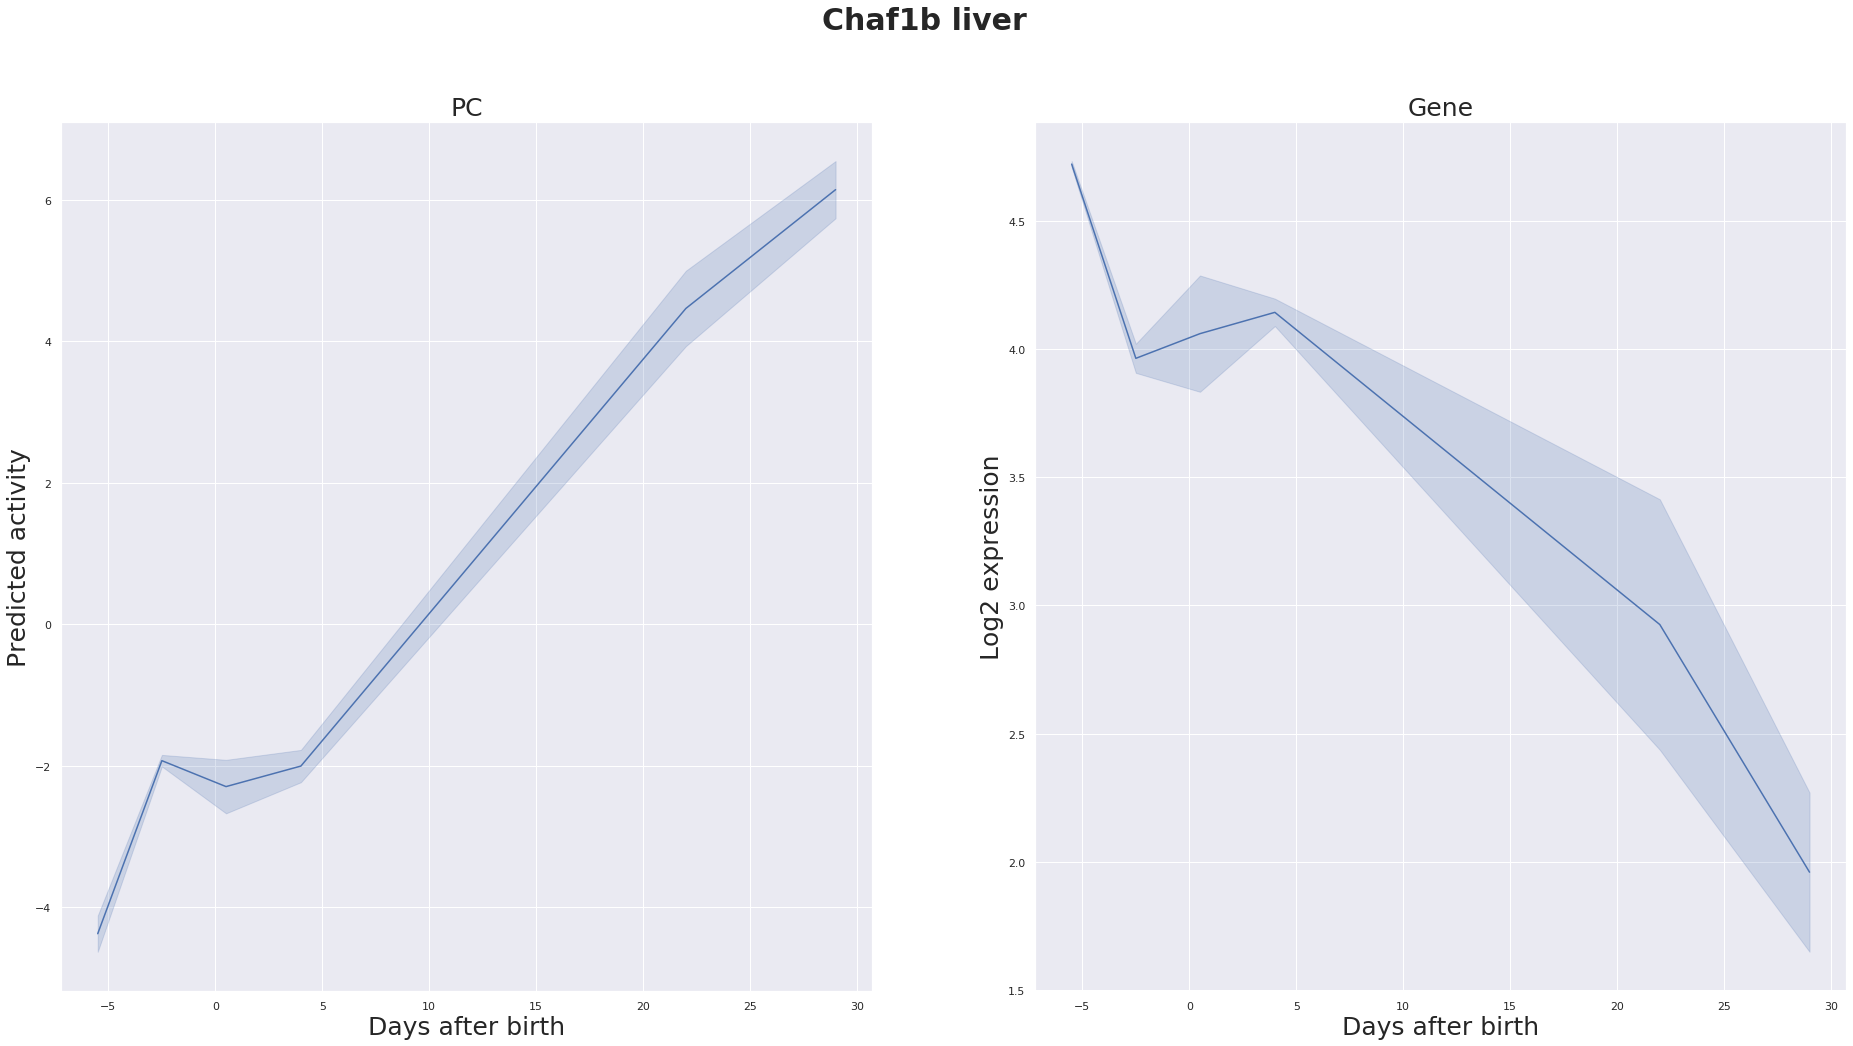 Chaf1b liver
PC
Predicted activity
6
4
2
0
−2
−4
−5 0 5 10 15 20 25 30
Days after birth
Gene
Log2 expression
4.5
4.0
3.5
3.0
2.5
2.0
1.5
−5 0 5 10 15 20 25 30
Days after birth